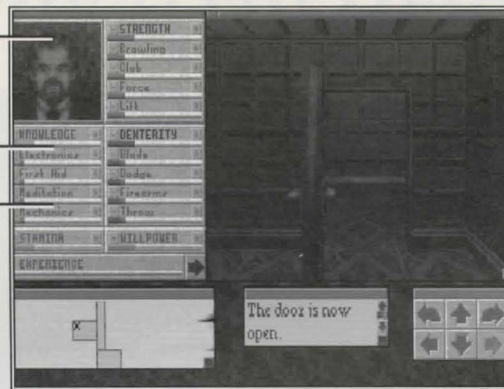 STRENGTH
Brawling
Club
Force
Lift
KNOWLEDGE
Electronics
First Aid
Meditation
Mechanics
DEXTERITY
Blade
Dodge
Firearms
Throw
STAMINA
WILLPOWER
EXPERIENCE
X
The door is now
open.